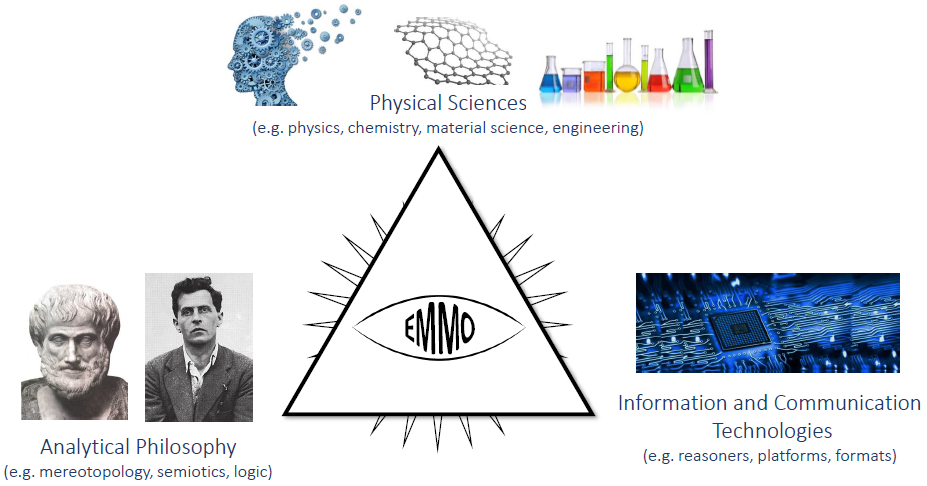 Physical Sciences
(e.g. physics, chemistry, material science, engineering)
EMMO
Analytical Philosophy
(e.g. mereotopology, semiotics, logic)
Information and Communication
Technologies
(e.g. reasoners, platforms, formats)